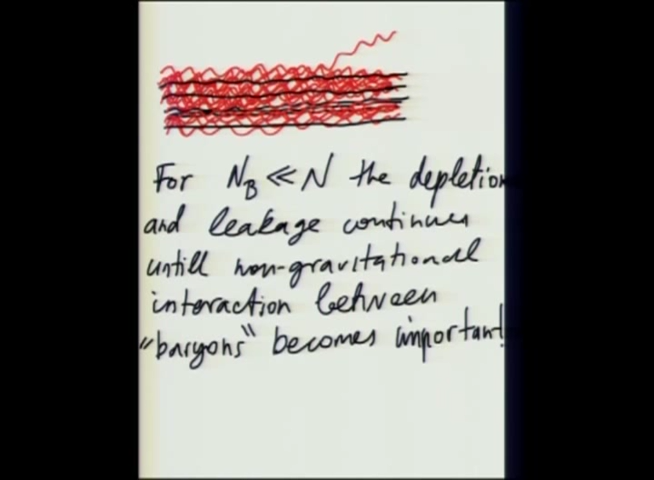 For N_B << N the depletion
and leakage continues
untill non-gravitational
interaction between
"baryons" becomes important!